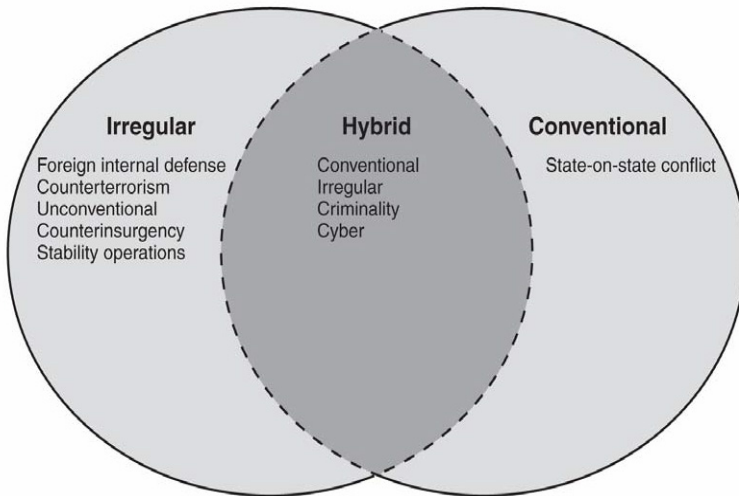 Irregular
Foreign internal defense
Counterterrorism
Unconventional
Counterinsurgency
Stability operations
Hybrid
Conventional
Irregular
Criminality
Cyber
Conventional
State-on-state conflict